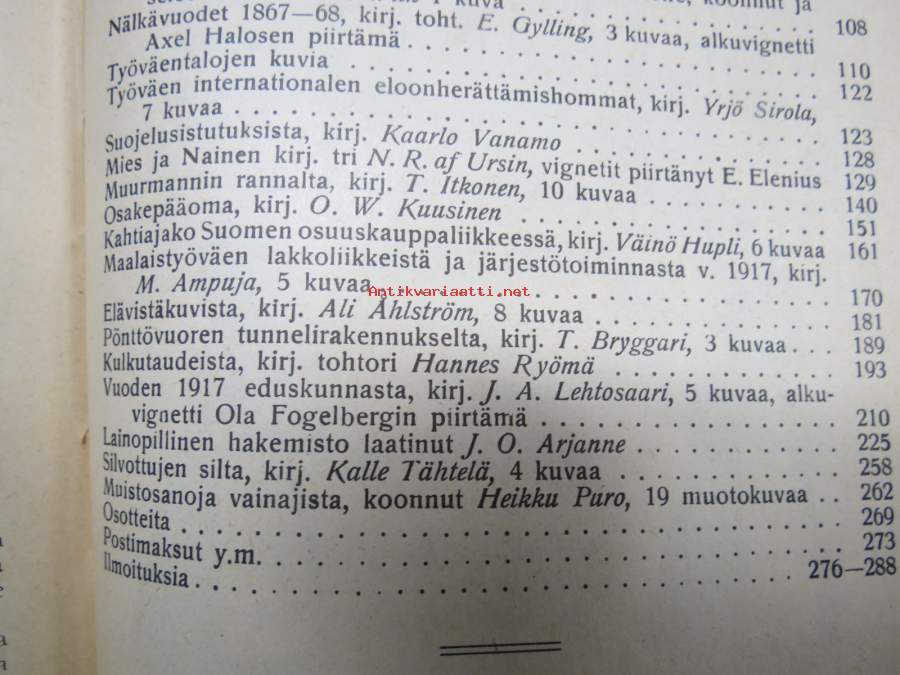 1 kuva . . . koonnut ja
Nälkävuodet 1867—68, kirj. toht. E. Gylling, 3 kuvaa, alkuvignetti 108
Axel Halosen piirtämä . . . . . . . . . . . . . . . 110
Työväentalojen kuvia . . . . . . . . . . . . . . . 122
Työväen internationalen eloonherättämishommat, kirj. Yrjö Sirola,
7 kuvaa . . . . . . . . . . . . . . . 123
Suojelusistutuksista, kirj. Kaarlo Vanamo . . . . . . . . . . 128
Mies ja Nainen kirj. tri N. R. af Ursin, vignetit piirtänyt E. Elenius 129
Muurmannin rannalta, kirj. T. Itkonen, 10 kuvaa . . . . . . . 140
Osakepääoma, kirj. O. W. Kuusinen . . . . . . . . . . . . 151
Kahtiajako Suomen osuuskauppaliikkeessä, kirj. Väinö Hupli, 6 kuvaa 161
Maalaistyöväen lakkoliikkeistä ja järjestötoiminnasta v. 1917, kirj.
M. Ampuja, 5 kuvaa . . . . . . . . . . . . . . . 170
Antikvariaatti.net
Elävistäkuvista, kirj. Ali Åhlström, 8 kuvaa . . . . . . . . . 181
Pönttövuoren tunnelirakennukselta, kirj. T. Bryggari, 3 kuvaa . . . 189
Kulkutaudeista, kirj. tohtori Hannes Ryömä . . . . . . . . . 193
Vuoden 1917 eduskunnasta, kirj. J. A. Lehtosaari, 5 kuvaa, alku-
vignetti Ola Fogelbergin piirtämä . . . . . . . . . . . . 210
Lainopillinen hakemisto laatinut J. O. Arjanne . . . . . . . . 225
Silvottujen silta, kirj. Kalle Tähtelä, 4 kuvaa . . . . . . . . 258
Muistosanoja vainajista, koonnut Heikku Puro, 19 muotokuvaa . . 262
Osotteita . . . . . . . . . . . . . . . . . . . . 269
Postimaksut y.m. . . . . . . . . . . . . . . . . . . 273
Ilmoituksia . . . . . . . . . . . . . . . . . . . 276—288